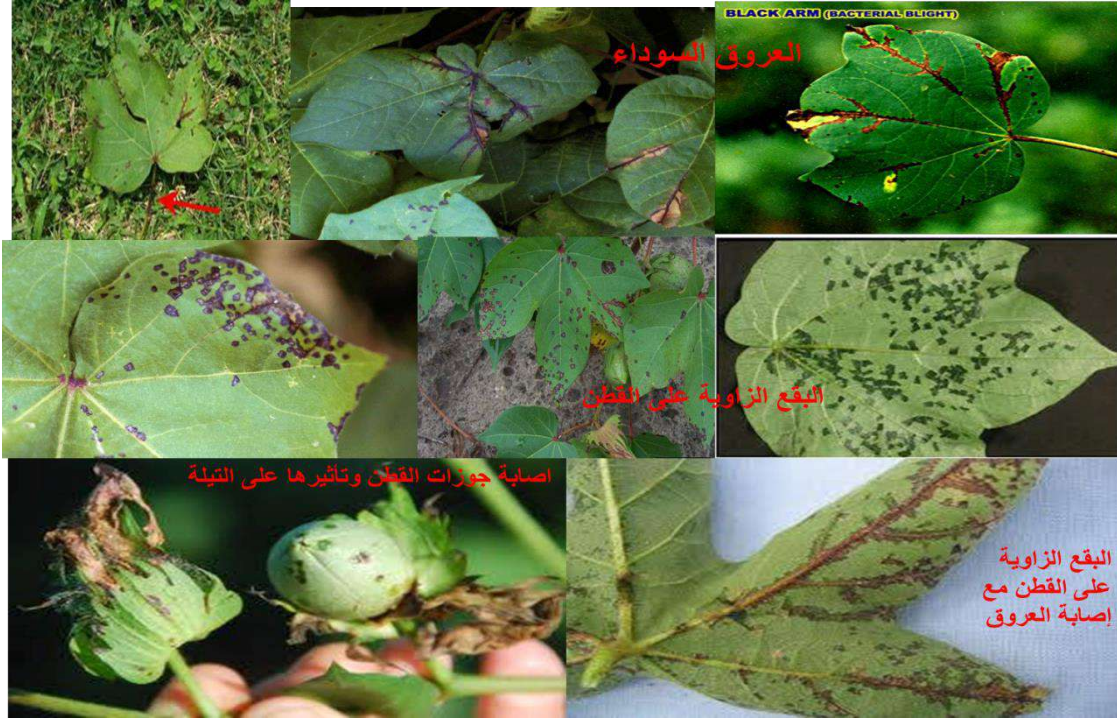 BLACK ARM (BACTERIAL BLIGHT)
العروق السوداء
البقع الزاوية على القطن
اصابة جوزات القطن وتأثيرها على التيلة
البقع الزاوية
على القطن مع
إصابة العروق